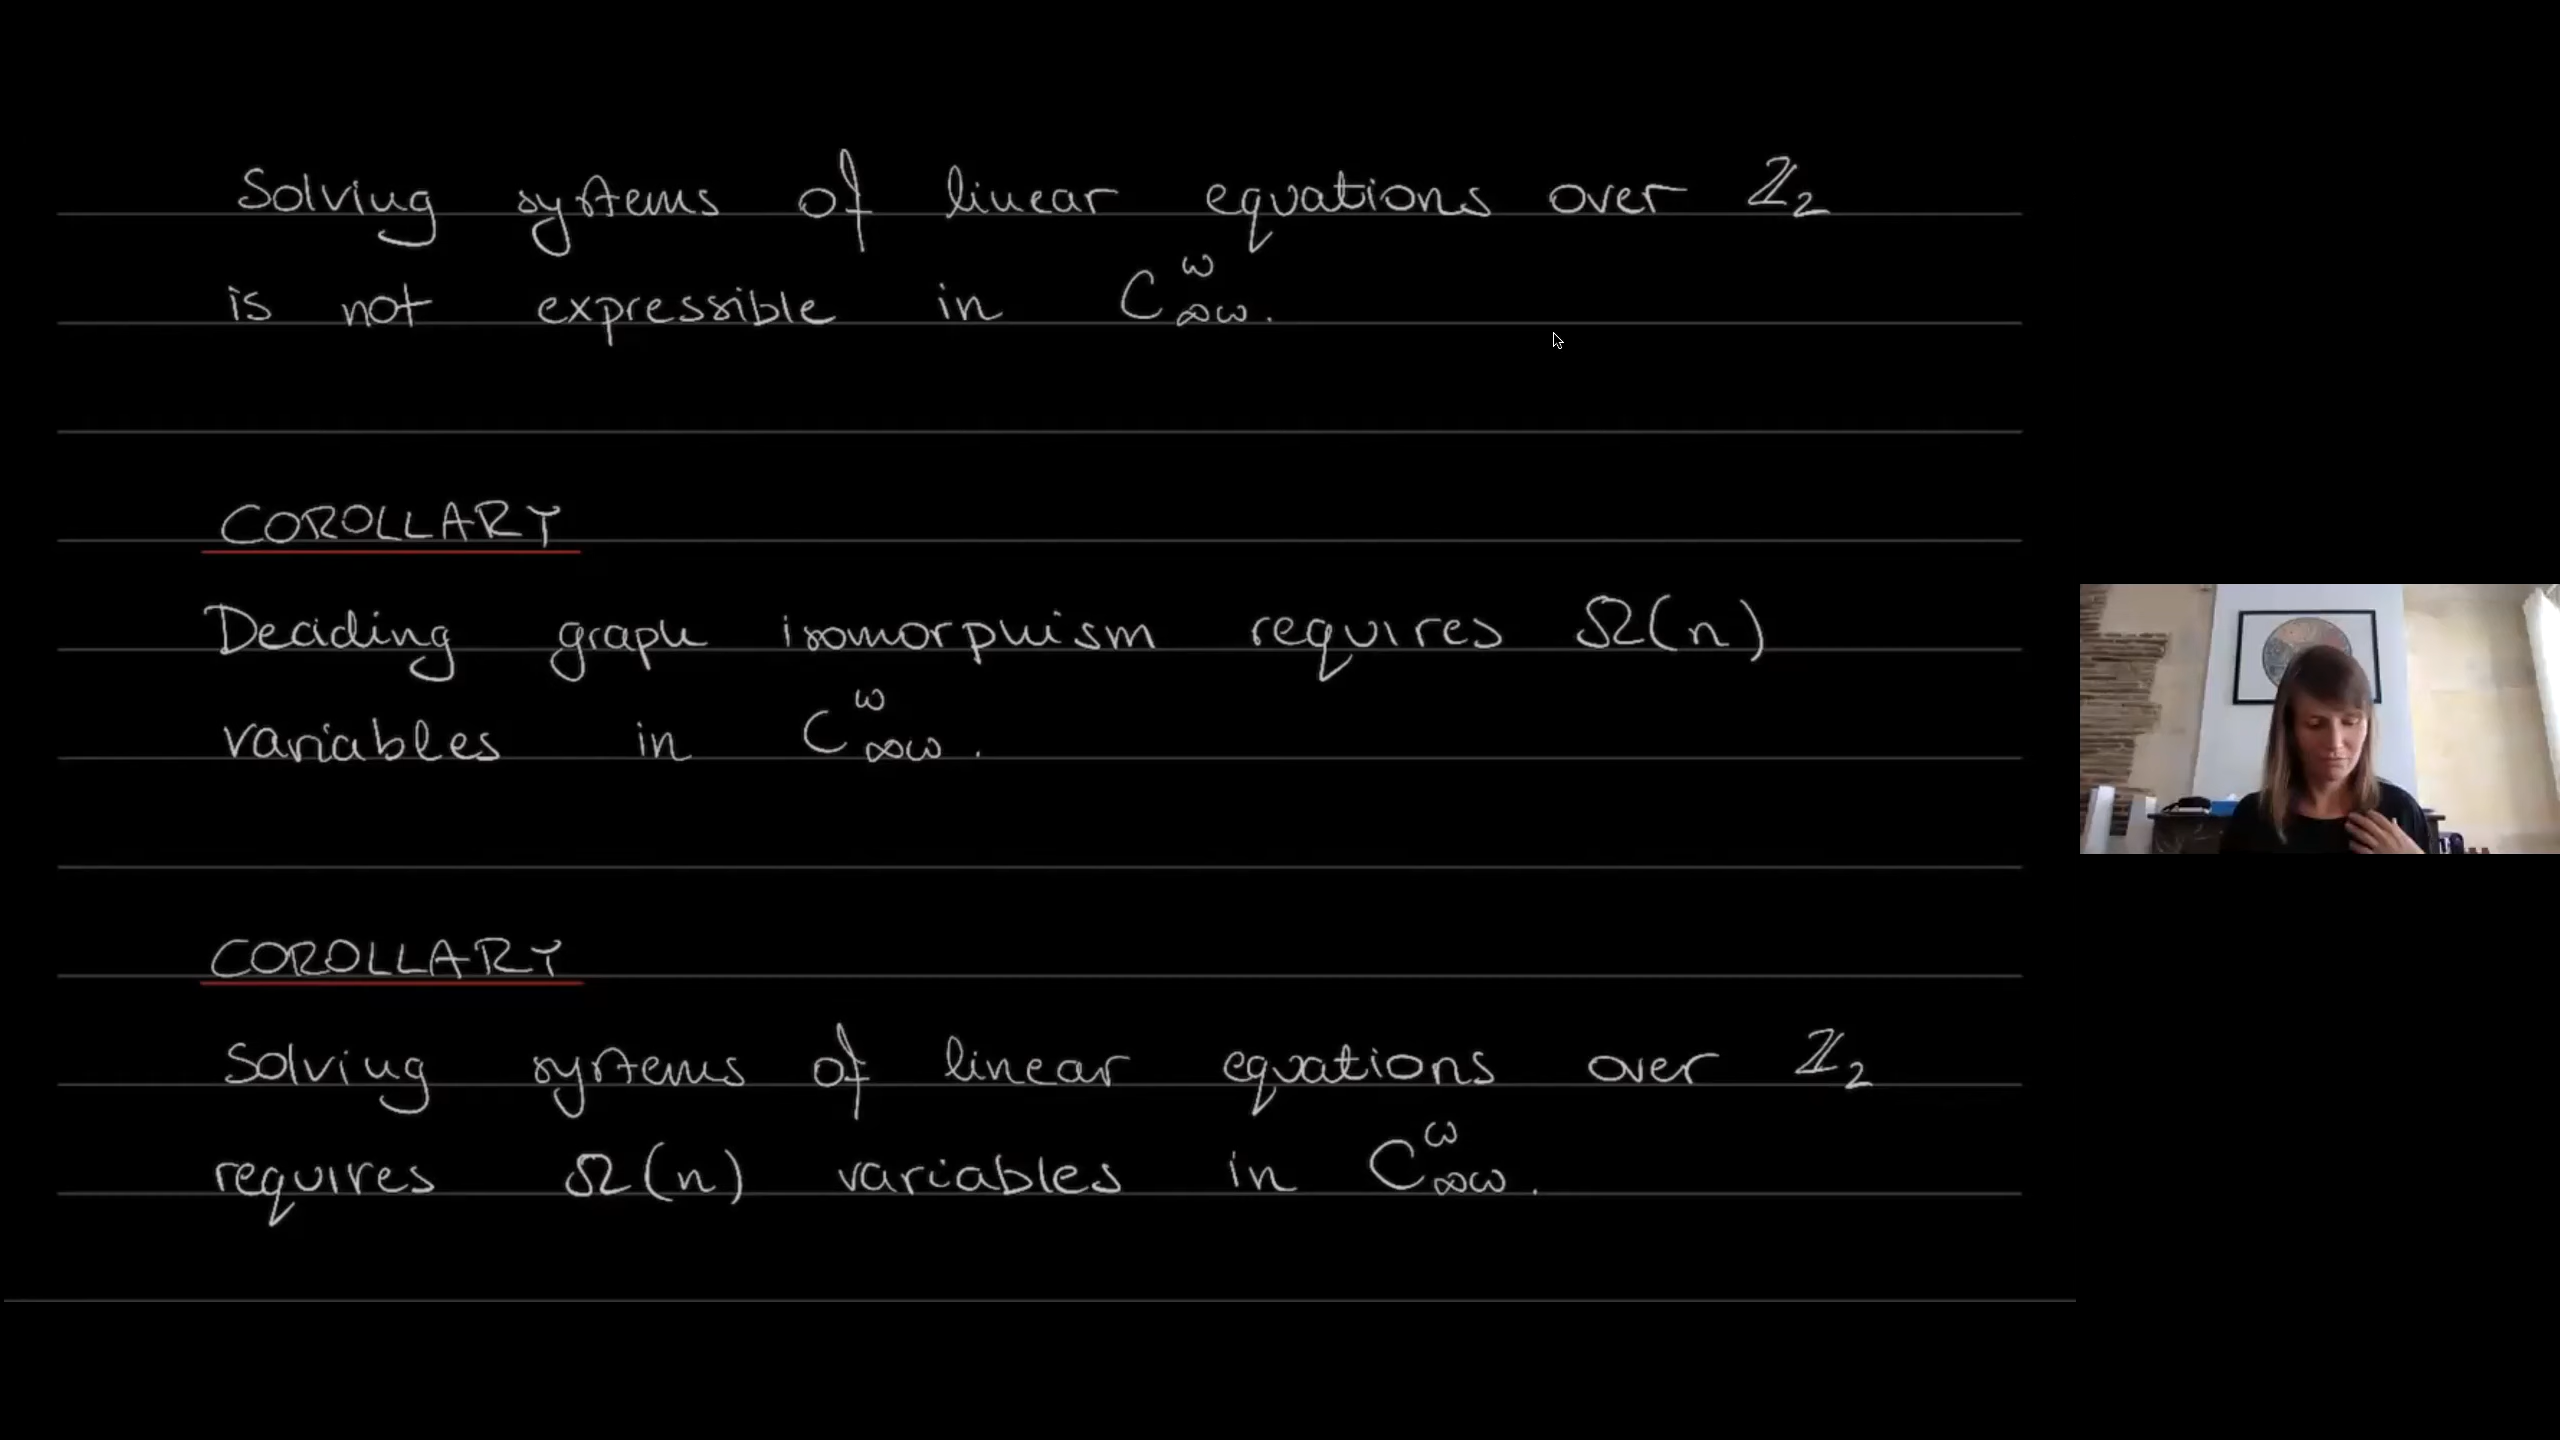 Solving systems of linear equations over ℤ₂
is not expressible in C^ω_∞ω.
COROLLARY
Deciding graph isomorphism requires Ω(n)
variables in C^ω_∞ω.
COROLLARY
Solving systems of linear equations over ℤ₂
requires Ω(n) variables in C^ω_∞ω.